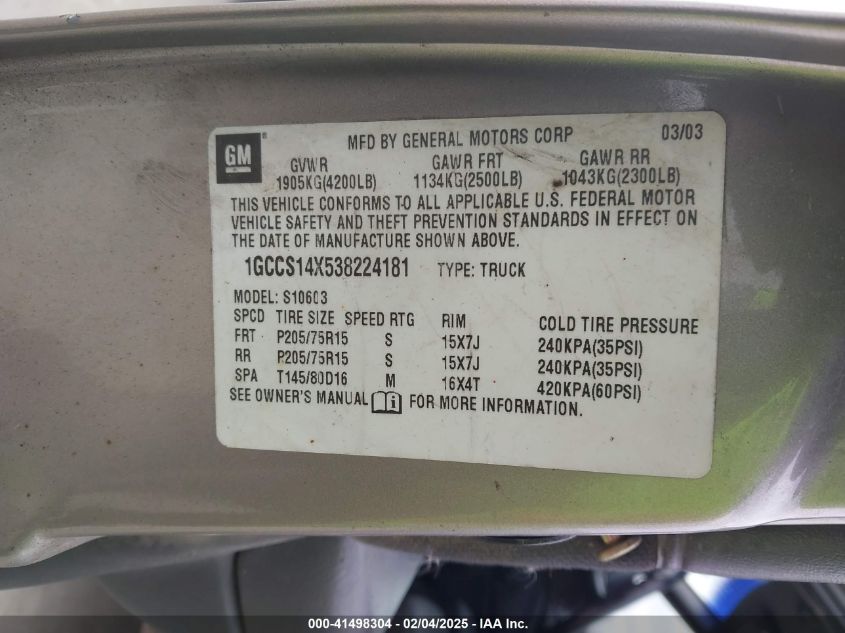 GM ®
MFD BY GENERAL MOTORS CORP 03/03
GVWR GAWR FRT GAWR RR
1905KG(4200LB) 1134KG(2500LB) 1043KG(2300LB)
THIS VEHICLE CONFORMS TO ALL APPLICABLE U.S. FEDERAL MOTOR
VEHICLE SAFETY AND THEFT PREVENTION STANDARDS IN EFFECT ON
THE DATE OF MANUFACTURE SHOWN ABOVE.
1GCCS14X538224181 TYPE: TRUCK
MODEL: S10603
SPCD TIRE SIZE SPEED RTG RIM COLD TIRE PRESSURE
FRT P205/75R15 S 15X7J 240KPA(35PSI)
RR P205/75R15 S 15X7J 240KPA(35PSI)
SPA T145/80D16 M 16X4T 420KPA(60PSI)
SEE OWNER'S MANUAL i FOR MORE INFORMATION.
000-41498304 - 02/04/2025 - IAA Inc.